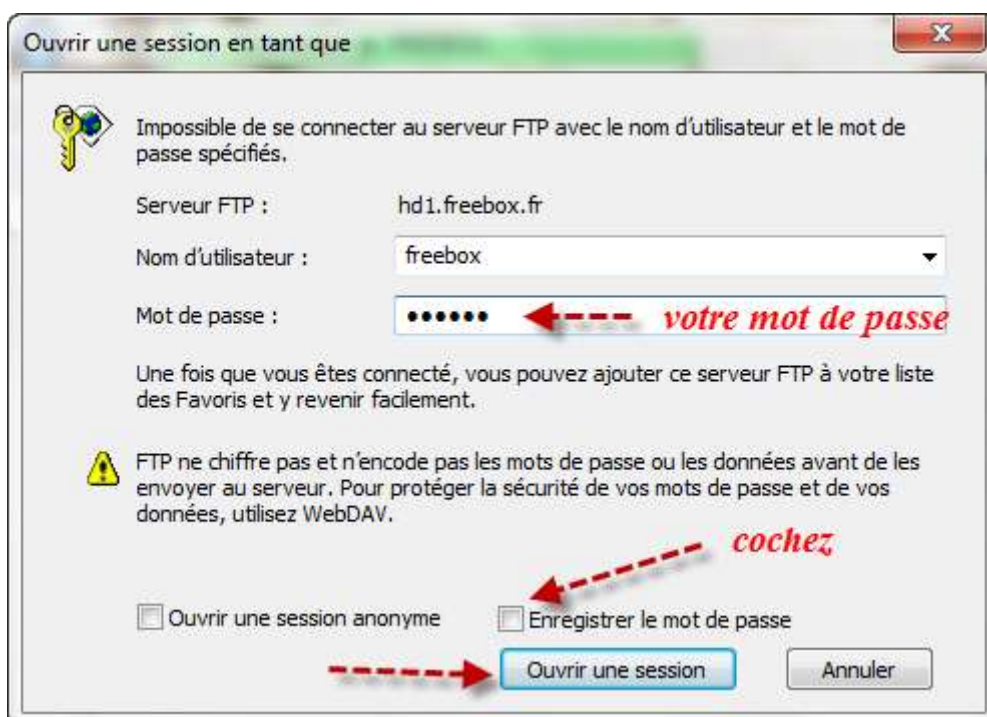 Ouvrir une session en tant que
Impossible de se connecter au serveur FTP avec le nom d'utilisateur et le mot de
passe spécifiés.
Serveur FTP : hd1.freebox.fr
Nom d'utilisateur : freebox
Mot de passe : •••••• votre mot de passe
Une fois que vous êtes connecté, vous pouvez ajouter ce serveur FTP à votre liste
des Favoris et y revenir facilement.
FTP ne chiffre pas et n'encode pas les mots de passe ou les données avant de les
envoyer au serveur. Pour protéger la sécurité de vos mots de passe et de vos
données, utilisez WebDAV.
cochez
Ouvrir une session anonyme Enregistrer le mot de passe
Ouvrir une session Annuler